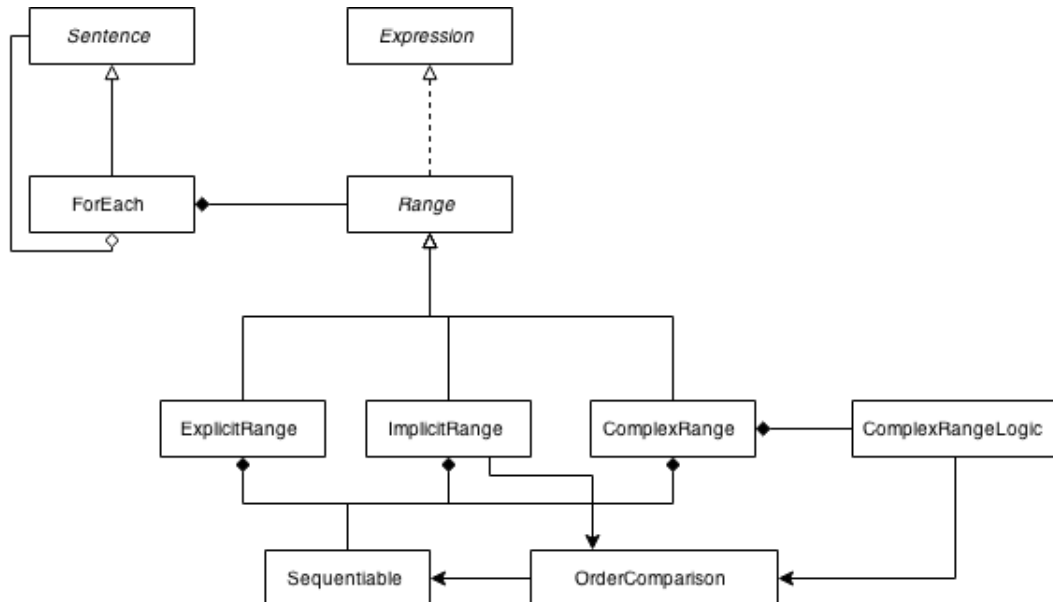 Sentence
Expression
ForEach
Range
ExplicitRange
ImplicitRange
ComplexRange
ComplexRangeLogic
Sequentiable
OrderComparison